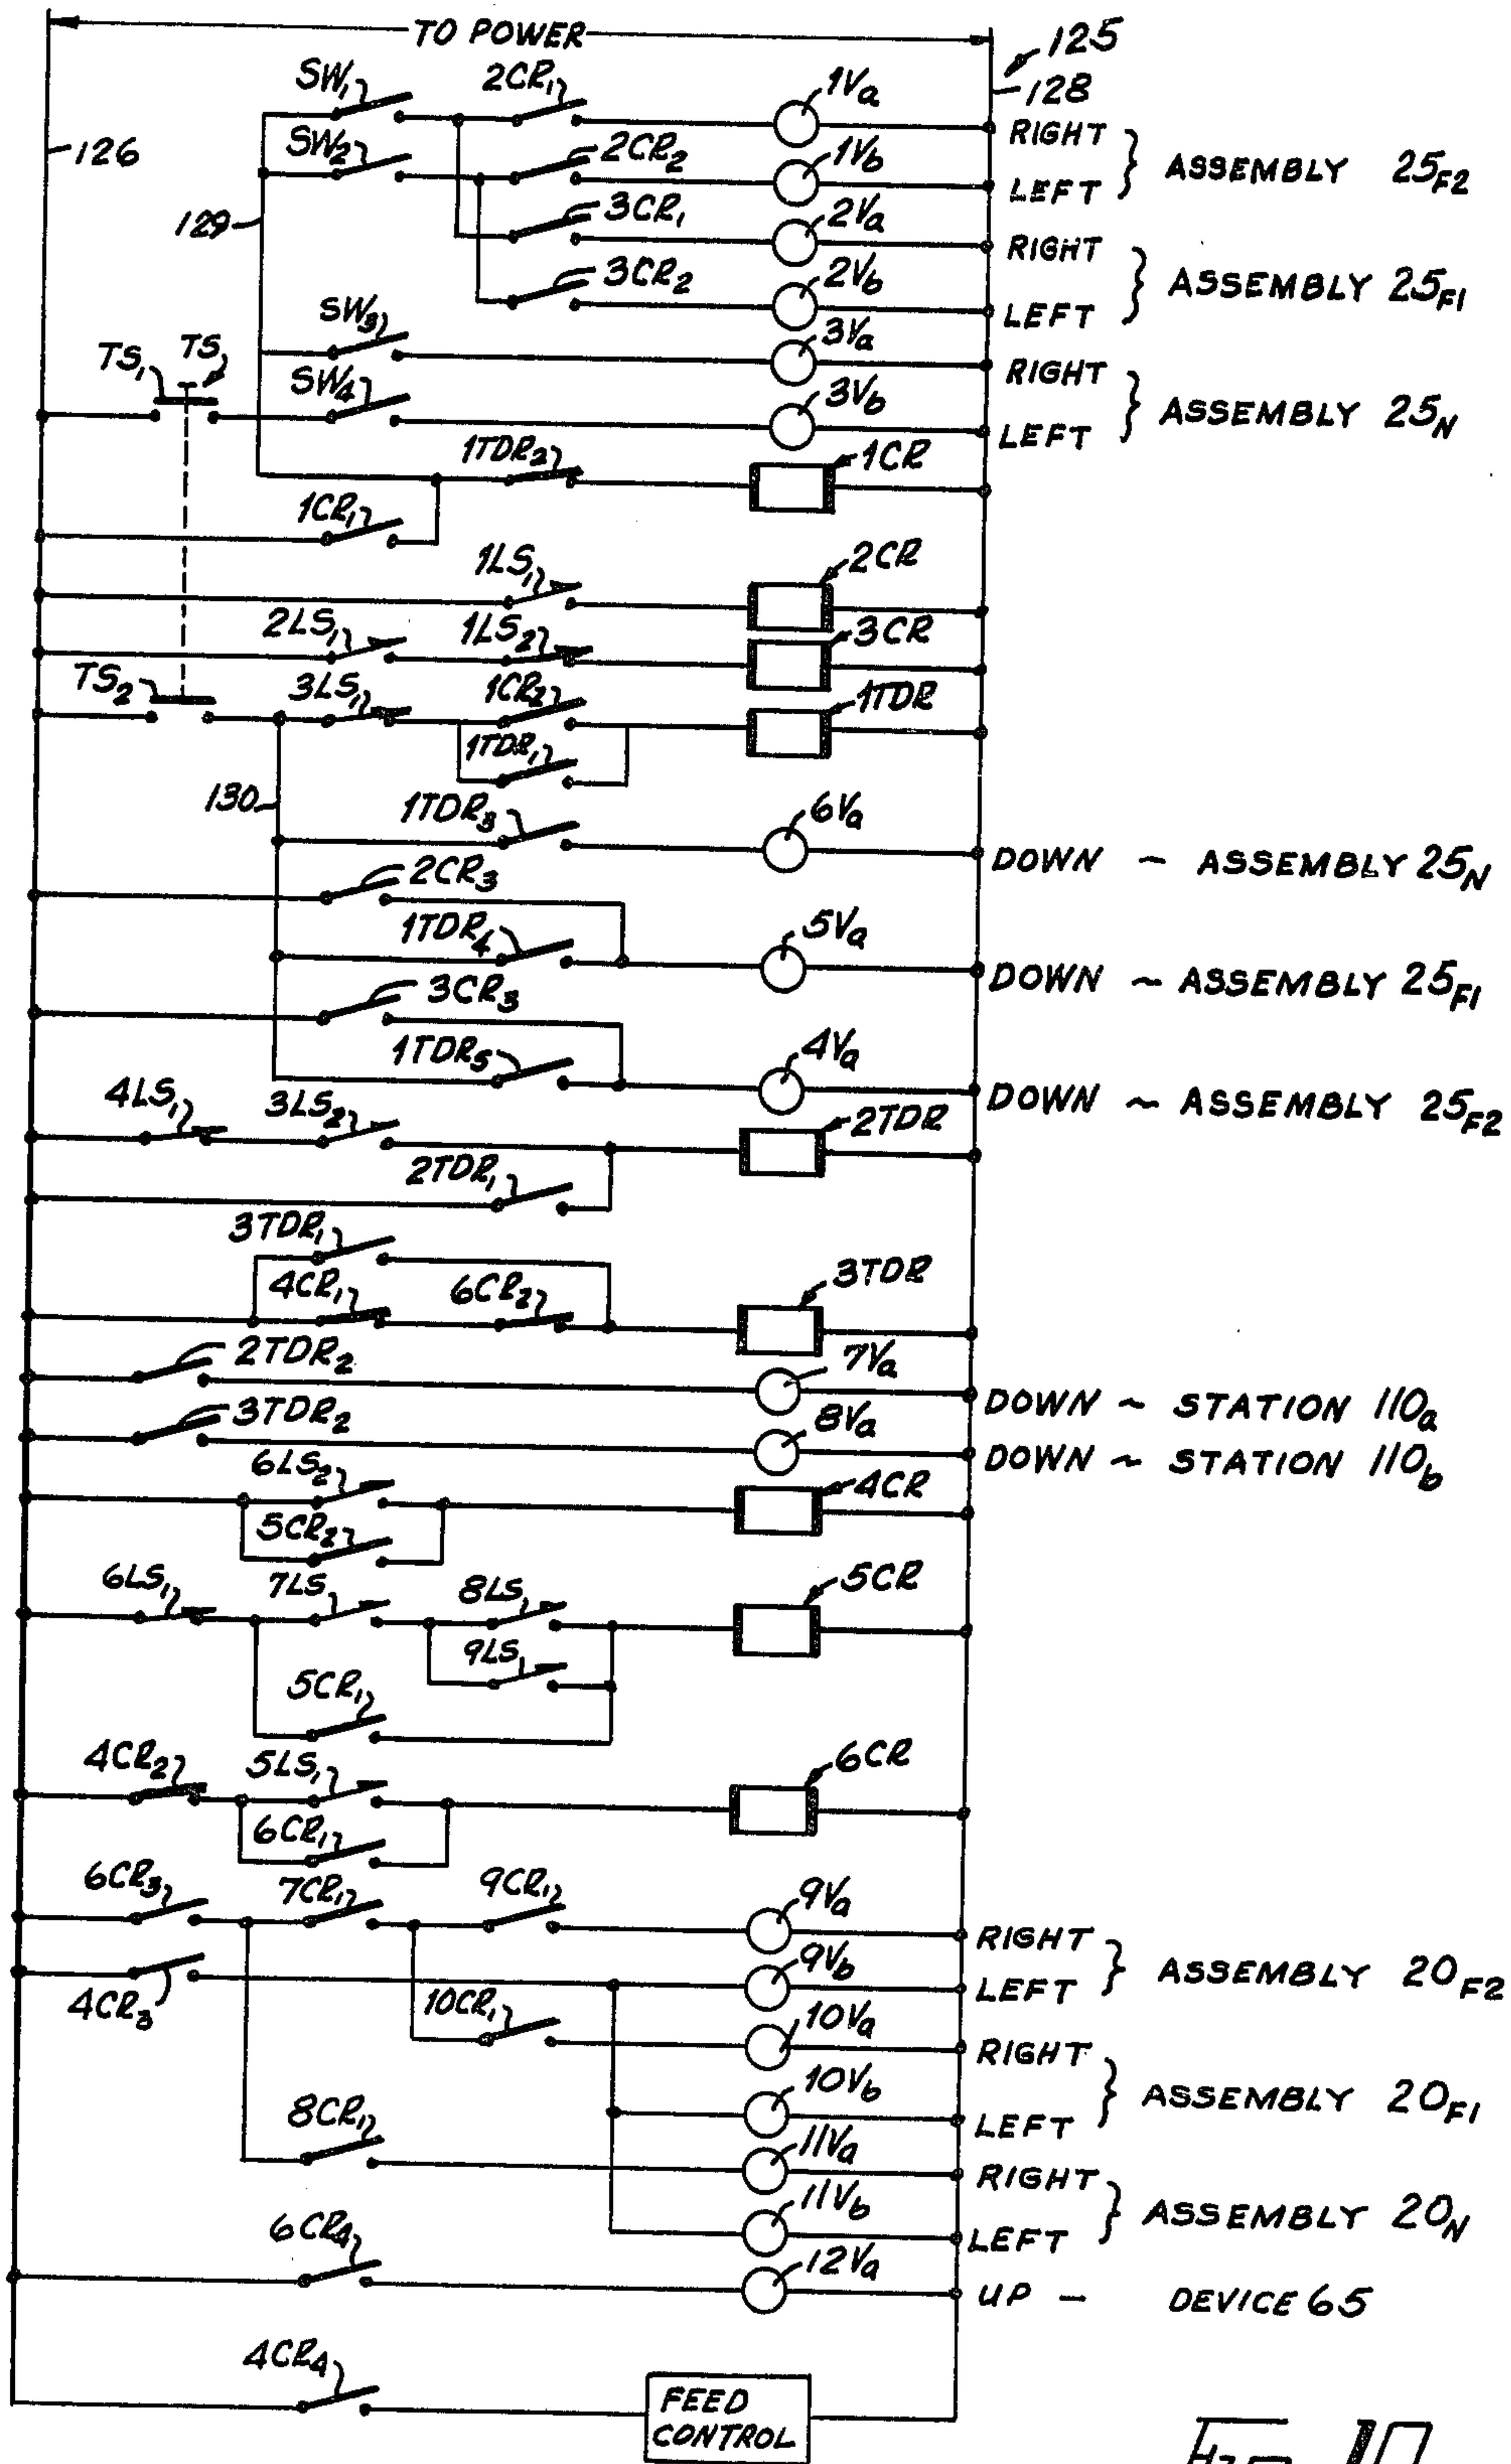 TO POWER
125
SW₁ 2CR₁ 1Va 128
RIGHT
126 SW₂ 2CR₂ 1Vb ASSEMBLY 25F2
LEFT
129 3CR₁ 2Va
RIGHT
3CR₂ 2Vb ASSEMBLY 25F1
LEFT
SW₃ 3Va
TS₁ TS RIGHT
SW₄ 3Vb ASSEMBLY 25N
LEFT
1TDR₂ 1CR
1CR₁
1LS₁ 2CR
2LS₁ 1LS₂ 3CR
TS₂ 3LS₁ 1CR₂ 1TDR
1TDR₁
130 1TDR₃ 6Va
DOWN ~ ASSEMBLY 25N
2CR₃
1TDR₄ 5Va
DOWN ~ ASSEMBLY 25F1
3CR₃
1TDR₅ 4Va
DOWN ~ ASSEMBLY 25F2
4LS₁ 3LS₂ 2TDR
2TDR₁
3TDR₁
4CR₁ 6CR₂ 3TDR
2TDR₂ 7Va
DOWN ~ STATION 110a
3TDR₂ 8Va
DOWN ~ STATION 110b
6LS₂ 4CR
5CR₂
6LS₁ 7LS₁ 8LS₁ 5CR
9LS₁
5CR₁
4CR₂ 5LS₁ 6CR
6CR₁
6CR₃ 7CR₁ 9CR₁ 9Va
RIGHT
9Vb ASSEMBLY 20F2
LEFT
4CR₃ 10CR₁ 10Va
RIGHT
10Vb ASSEMBLY 20F1
LEFT
8CR₁ 11Va
RIGHT
11Vb ASSEMBLY 20N
LEFT
6CR₄ 12Va
UP - DEVICE 65
4CR₄
FEED
CONTROL